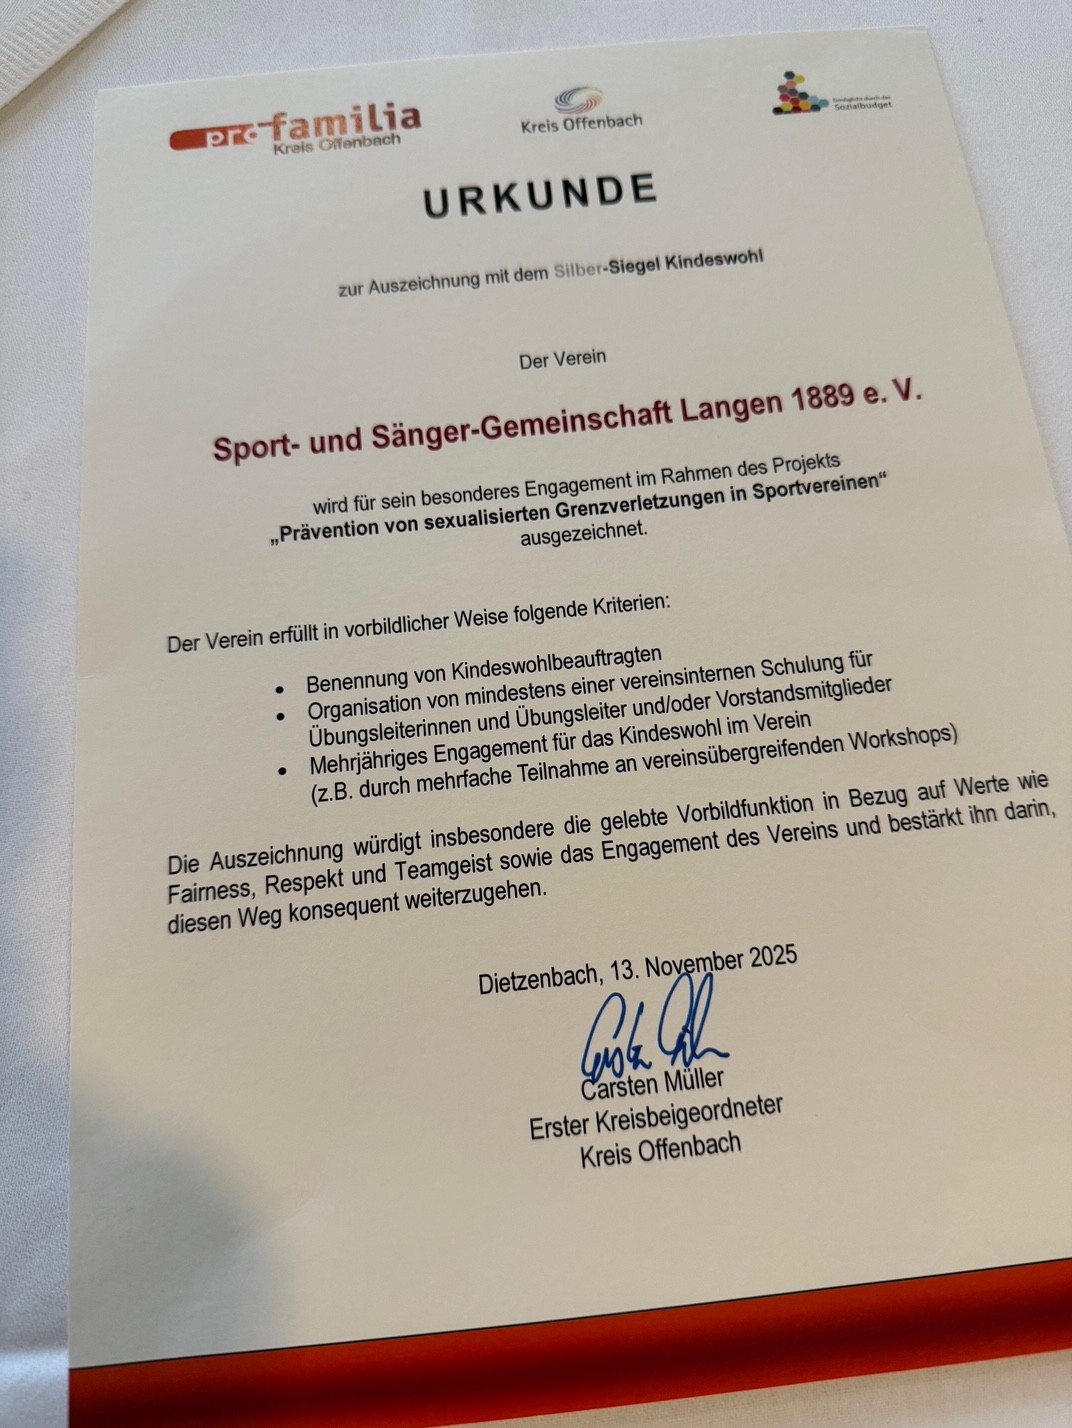 pro familia
Kreis Offenbach
Kreis Offenbach
Ermöglicht durch das
Sozialbudget
URKUNDE
zur Auszeichnung mit dem Silber-Siegel Kindeswohl
Der Verein
Sport- und Sänger-Gemeinschaft Langen 1889 e. V.
wird für sein besonderes Engagement im Rahmen des Projekts
„Prävention von sexualisierten Grenzverletzungen in Sportvereinen“
ausgezeichnet.
Der Verein erfüllt in vorbildlicher Weise folgende Kriterien:
• Benennung von Kindeswohlbeauftragten
• Organisation von mindestens einer vereinsinternen Schulung für
Übungsleiterinnen und Übungsleiter und/oder Vorstandsmitglieder
• Mehrjähriges Engagement für das Kindeswohl im Verein
(z.B. durch mehrfache Teilnahme an vereinsübergreifenden Workshops)
Die Auszeichnung würdigt insbesondere die gelebte Vorbildfunktion in Bezug auf Werte wie
Fairness, Respekt und Teamgeist sowie das Engagement des Vereins und bestärkt ihn darin,
diesen Weg konsequent weiterzugehen.
Dietzenbach, 13. November 2025
Carsten Müller
Erster Kreisbeigeordneter
Kreis Offenbach